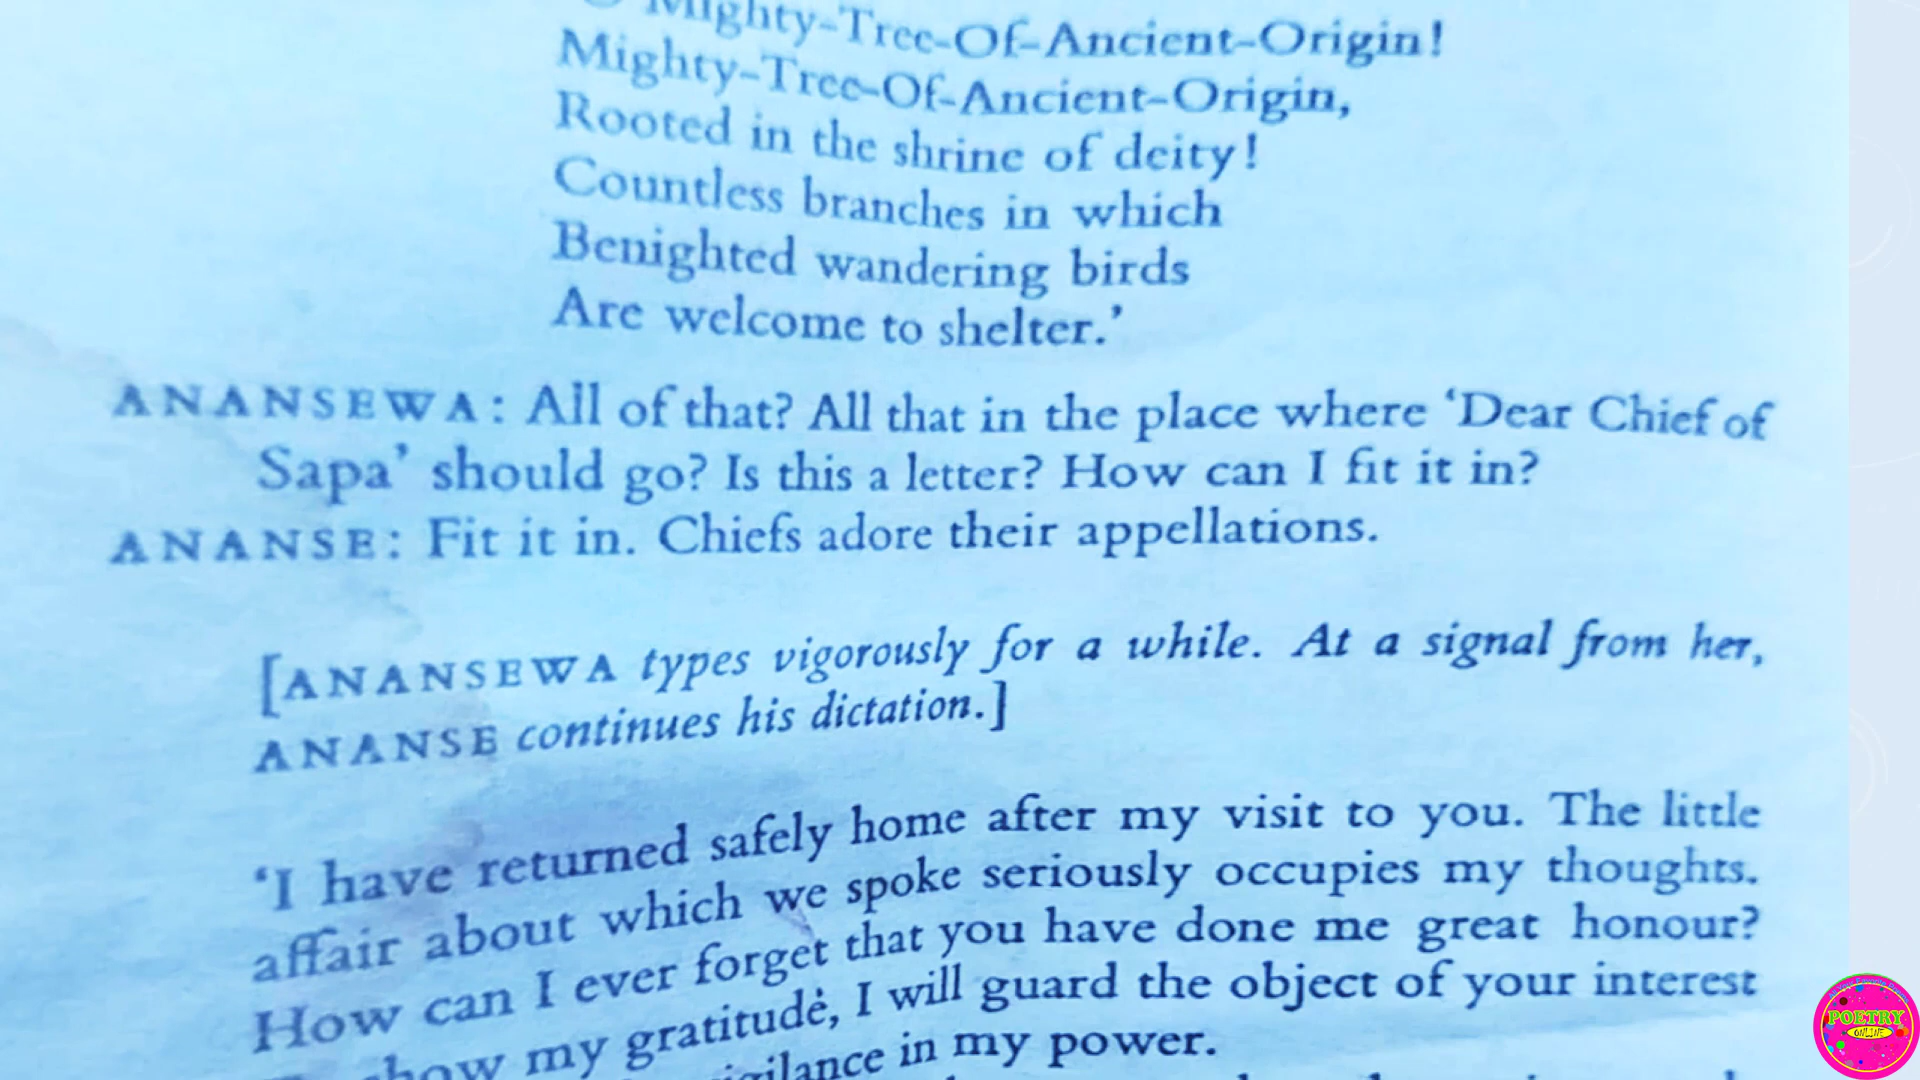 Mighty-Tree-Of-Ancient-Origin!
Mighty-Tree-Of-Ancient-Origin,
Rooted in the shrine of deity!
Countless branches in which
Benighted wandering birds
Are welcome to shelter.’
ANANSEWA: All of that? All that in the place where ‘Dear Chief of
Sapa’ should go? Is this a letter? How can I fit it in?
ANANSE: Fit it in. Chiefs adore their appellations.
[ANANSEWA types vigorously for a while. At a signal from her,
ANANSE continues his dictation.]
‘I have returned safely home after my visit to you. The little
affair about which we spoke seriously occupies my thoughts.
How can I ever forget that you have done me great honour?
show my gratitude, I will guard the object of your interest
vigilance in my power.
POETRY
ONLINE